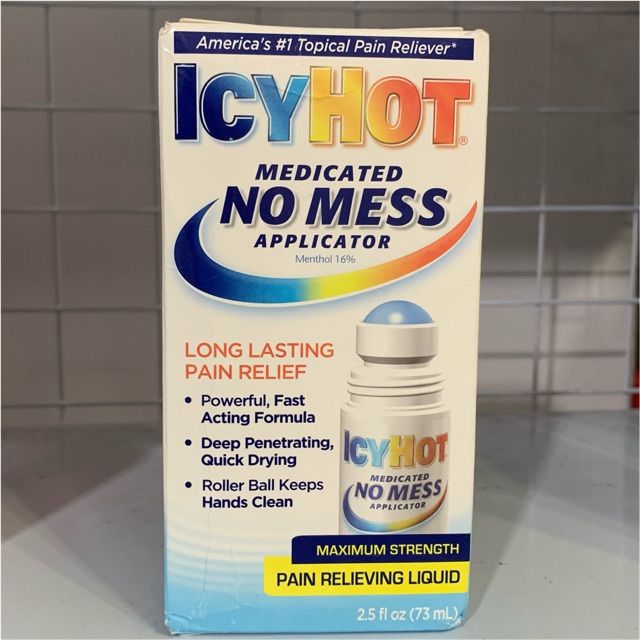 America's #1 Topical Pain Reliever*
ICYHOT®
MEDICATED
NO MESS
APPLICATOR
Menthol 16%
LONG LASTING
PAIN RELIEF
• Powerful, Fast
Acting Formula
• Deep Penetrating,
Quick Drying
• Roller Ball Keeps
Hands Clean
ICYHOT
MEDICATED
NO MESS
APPLICATOR
MAXIMUM STRENGTH
PAIN RELIEVING LIQUID
2.5 fl oz (73 mL)